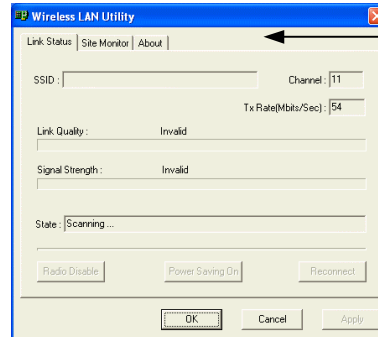 Wireless LAN Utility
Link Status Site Monitor About
SSID : Channel : 11
Tx Rate(Mbits/Sec) : 54
Link Quality : Invalid
Signal Strength : Invalid
State : Scanning ...
Radio Disable Power Saving On Reconnect
OK Cancel Apply